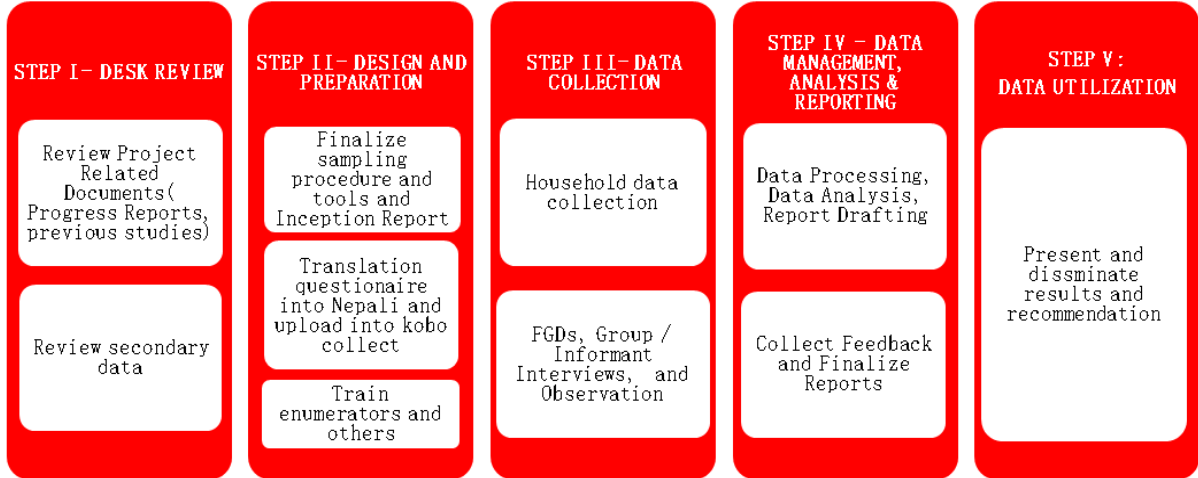 STEP I- DESK REVIEW
Review Project
Related
Documents(
Progress Reports,
previous studies)
Review secondary
data
STEP II- DESIGN AND
PREPARATION
Finalize
sampling
procedure and
tools and
Inception Report
Translation
questionaire
into Nepali and
upload into kobo
collect
Train
enumerators and
others
STEP III- DATA
COLLECTION
Household data
collection
FGDs, Group /
Informant
Interviews, and
Observation
STEP IV - DATA
MANAGEMENT,
ANALYSIS &
REPORTING
Data Processing,
Data Analysis,
Report Drafting
Collect Feedback
and Finalize
Reports
STEP V:
DATA UTILIZATION
Present and
dissminate
results and
recommendation